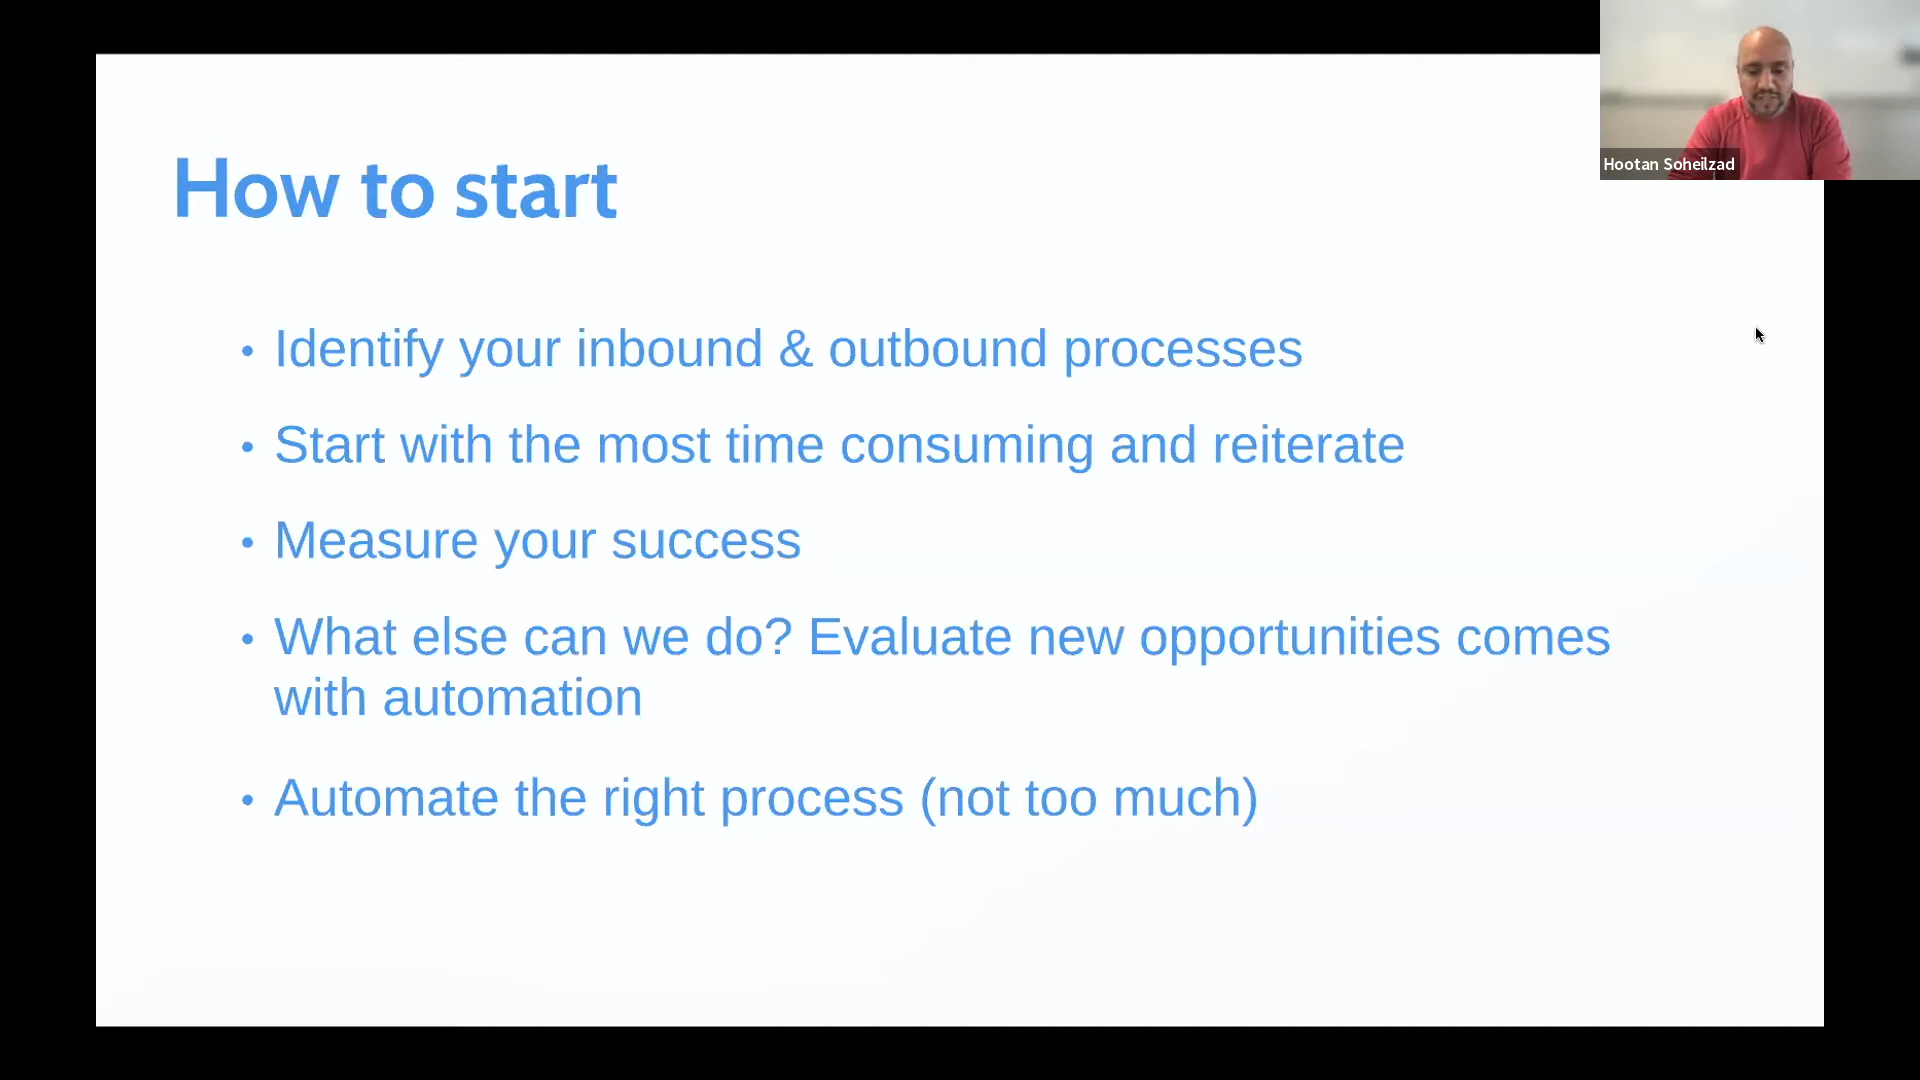 How to start
• Identify your inbound & outbound processes
• Start with the most time consuming and reiterate
• Measure your success
• What else can we do? Evaluate new opportunities comes
with automation
• Automate the right process (not too much)
Hootan Soheilzad